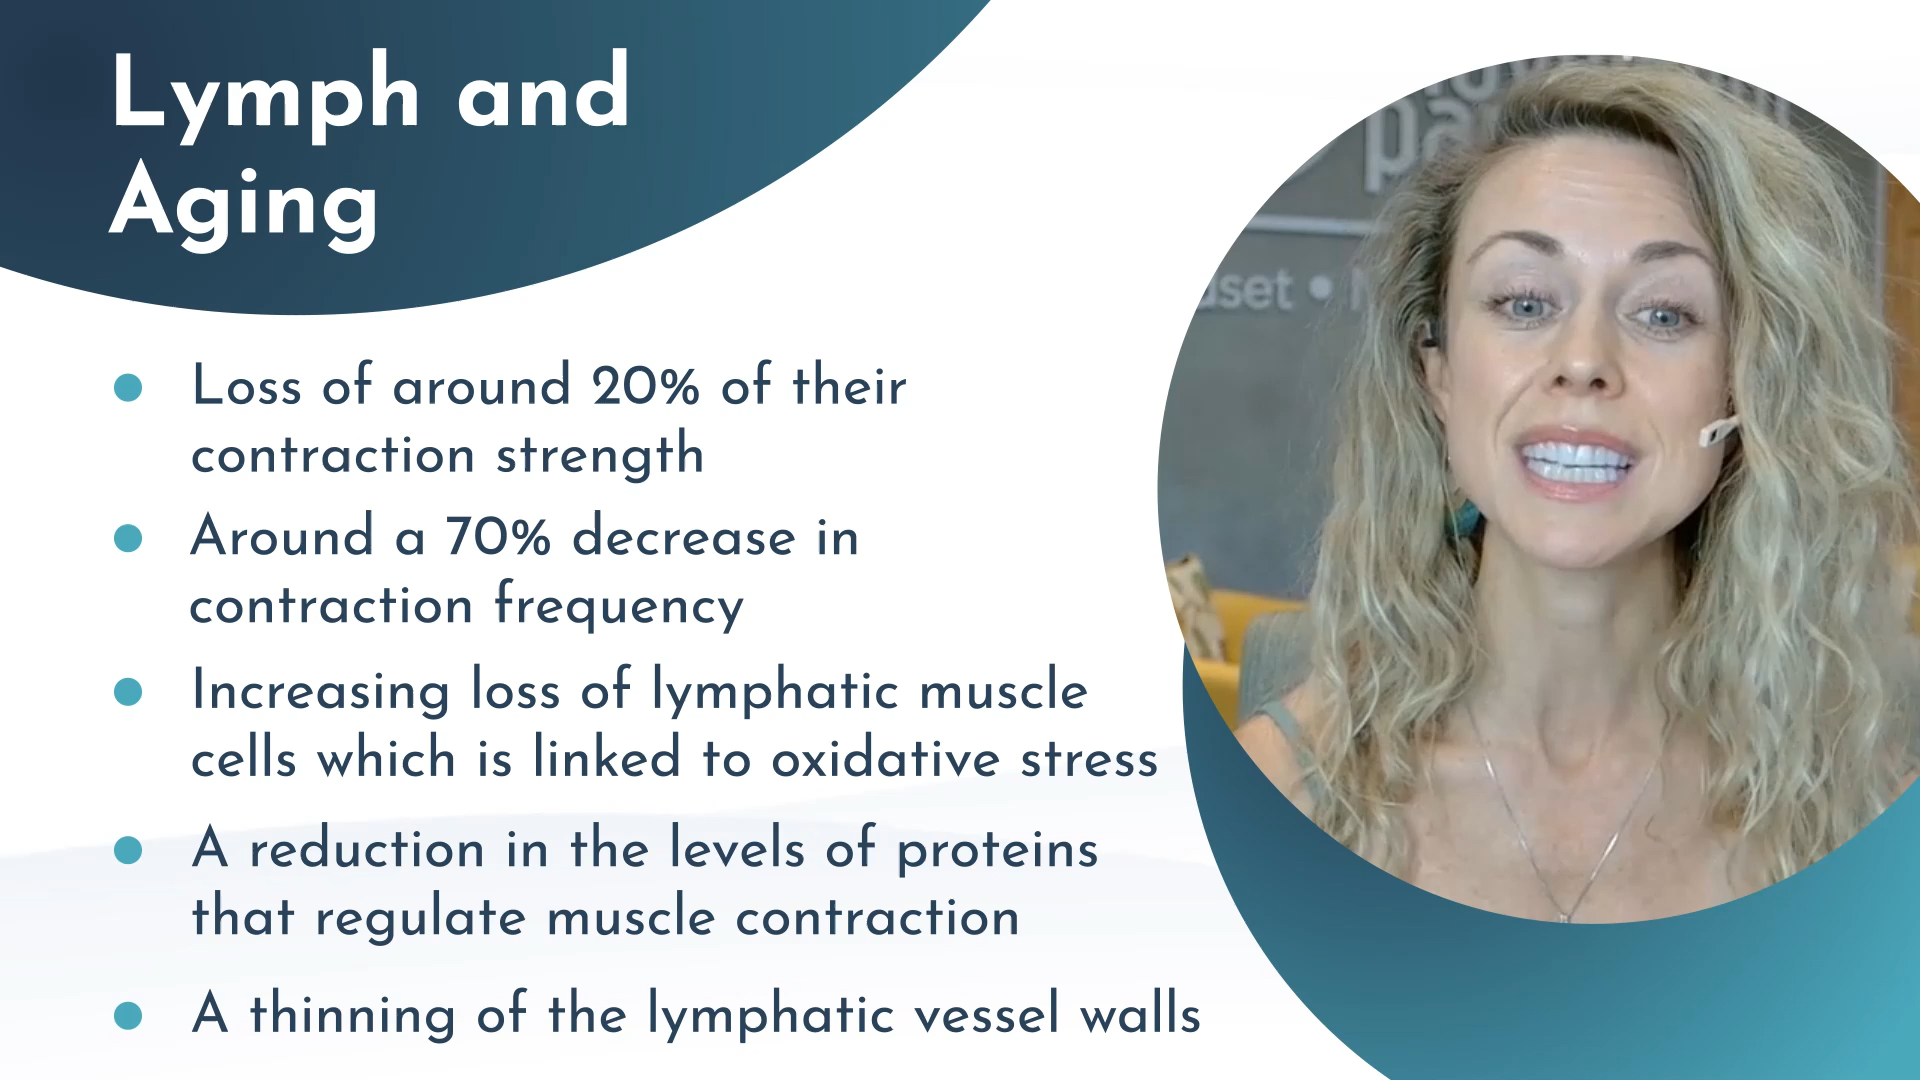 Lymph and
Aging
Loss of around 20% of their
contraction strength
Around a 70% decrease in
contraction frequency
Increasing loss of lymphatic muscle
cells which is linked to oxidative stress
A reduction in the levels of proteins
that regulate muscle contraction
A thinning of the lymphatic vessel walls